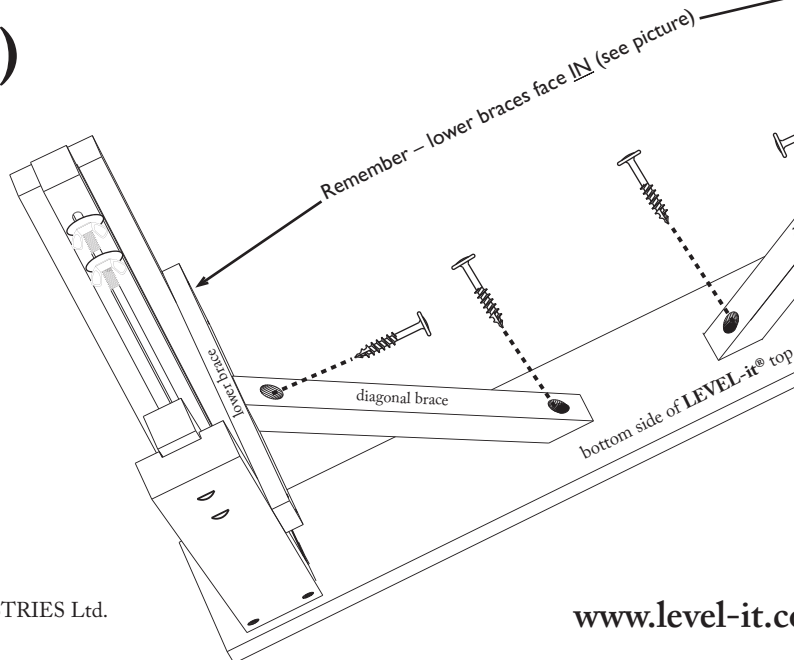 )
Remember – lower braces face IN (see picture)
lower brace
diagonal brace
bottom side of LEVEL-it® top
TRIES Ltd.
www.level-it.co